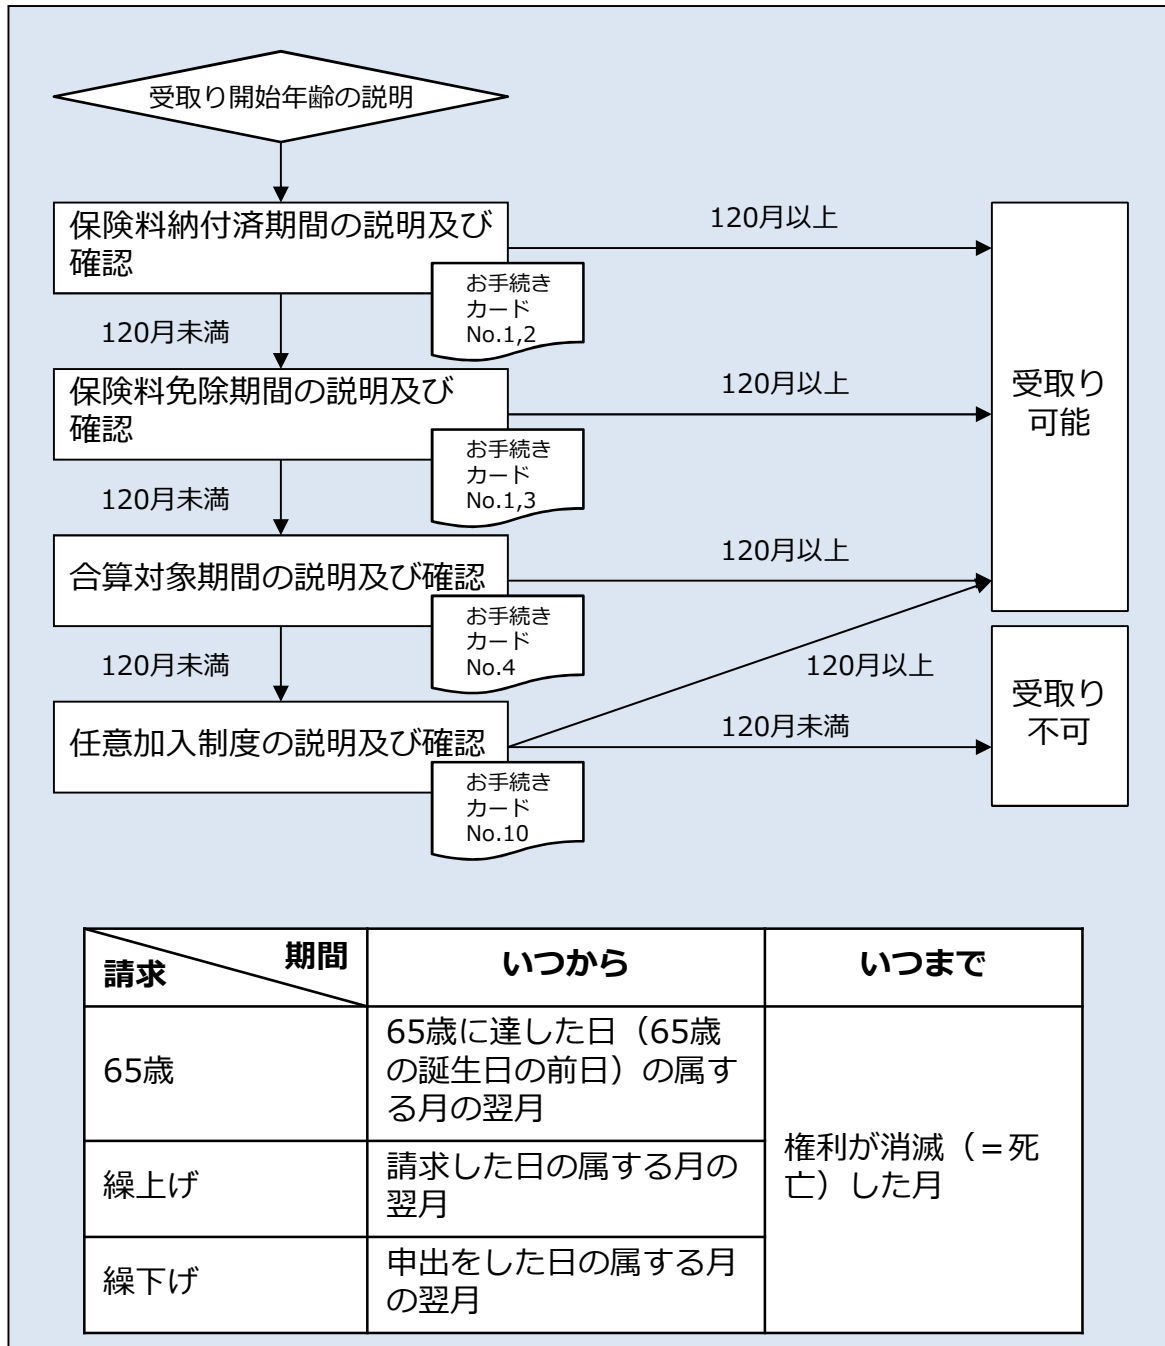 受取り開始年齢の説明
保険料納付済期間の説明及び
確認
120月以上
お手続き
カード
No.1,2
120月未満
保険料免除期間の説明及び
確認
120月以上
受取り
可能
お手続き
カード
No.1,3
120月未満
合算対象期間の説明及び確認
120月以上
お手続き
カード
No.4
120月未満
120月以上
任意加入制度の説明及び確認
120月未満
受取り
不可
お手続き
カード
No.10
期間
請求
いつから
いつまで
65歳
65歳に達した日（65歳
の誕生日の前日）の属す
る月の翌月
権利が消滅（＝死
亡）した月
繰上げ
請求した日の属する月の
翌月
繰下げ
申出をした日の属する月
の翌月